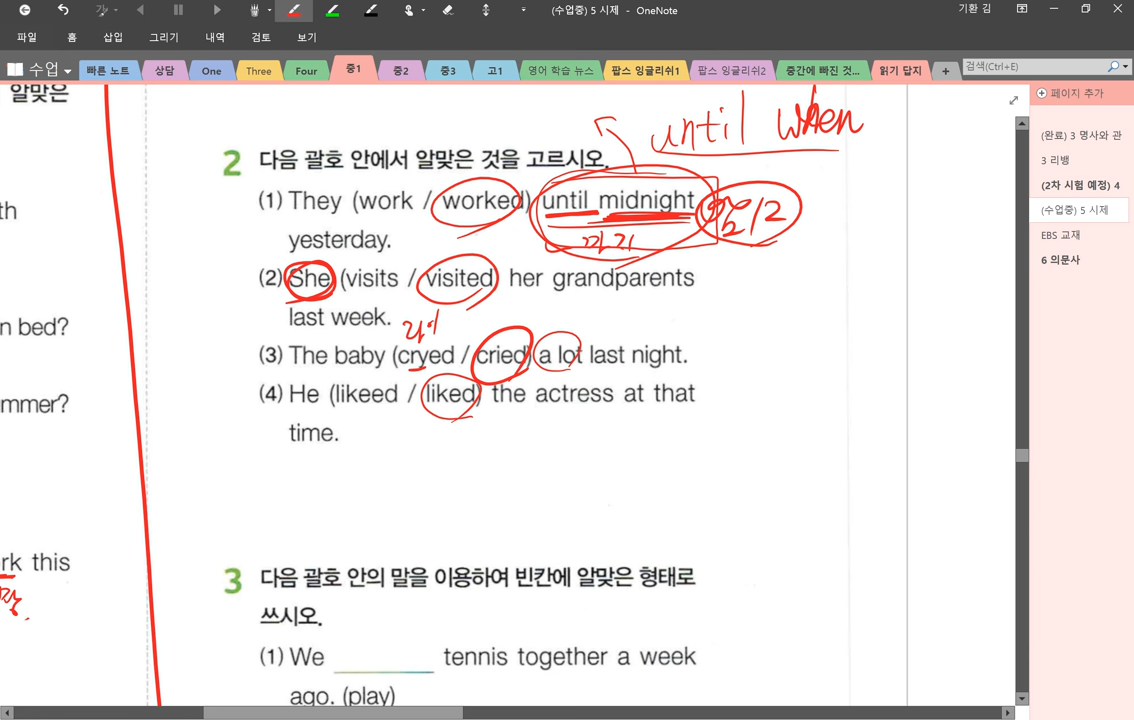 (수업중) 5 시제 - OneNote
기환 김
파일 홈 삽입 그리기 내역 검토 보기
수업 빠른 노트 상담 One Three Four 중1 중2 중3 고1 영어 학습 뉴스 팝스 잉글리쉬1 팝스 잉글리쉬2 중간에 빠진 것... 읽기 답지 + 검색(Ctrl+E)
알맞은
페이지 추가
until when
(완료) 3 명사와 관
3 리뱅
(2차 시험 예정) 4
(수업중) 5 시제
EBS 교재
6 의문사
2 다음 괄호 안에서 알맞은 것을 고르시오.
(1) They (work / worked) until midnight
까지
yesterday.
th
(2) She (visits / visited) her grandparents
last week.
n bed?
(3) The baby (cryed / cried) a lot last night.
(4) He (likeed / liked) the actress at that
time.
mmer?
rk this
3 다음 괄호 안의 말을 이용하여 빈칸에 알맞은 형태로
쓰시오.
(1) We ________ tennis together a week
ago. (play)